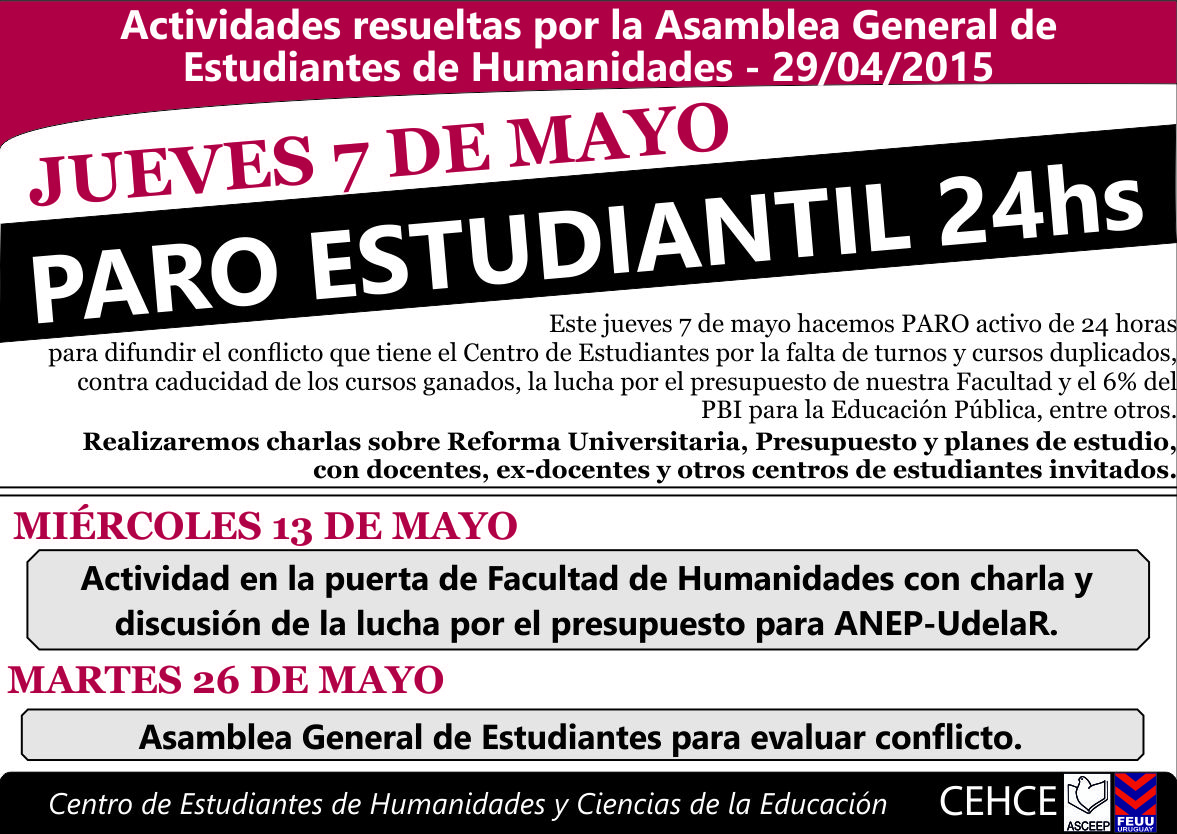 Actividades resueltas por la Asamblea General de
Estudiantes de Humanidades - 29/04/2015
JUEVES 7 DE MAYO
PARO ESTUDIANTIL 24hs
Este jueves 7 de mayo hacemos PARO activo de 24 horas
para difundir el conflicto que tiene el Centro de Estudiantes por la falta de turnos y cursos duplicados,
contra caducidad de los cursos ganados, la lucha por el presupuesto de nuestra Facultad y el 6% del
PBI para la Educación Pública, entre otros.
Realizaremos charlas sobre Reforma Universitaria, Presupuesto y planes de estudio,
con docentes, ex-docentes y otros centros de estudiantes invitados.
MIÉRCOLES 13 DE MAYO
Actividad en la puerta de Facultad de Humanidades con charla y
discusión de la lucha por el presupuesto para ANEP-UdelaR.
MARTES 26 DE MAYO
Asamblea General de Estudiantes para evaluar conflicto.
Centro de Estudiantes de Humanidades y Ciencias de la Educación
CEHCE
ASCEEP
FEUU
URUGUAY